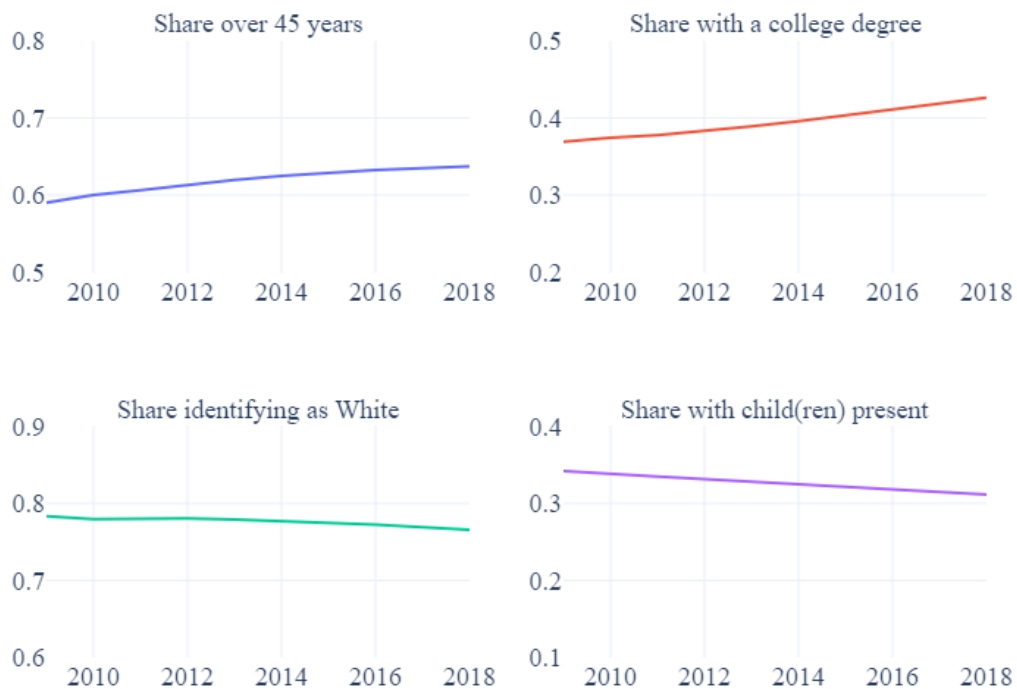 Share over 45 years
0.8
0.7
0.6
0.5
2010 2012 2014 2016 2018
Share with a college degree
0.5
0.4
0.3
0.2
2010 2012 2014 2016 2018
Share identifying as White
0.9
0.8
0.7
0.6
2010 2012 2014 2016 2018
Share with child(ren) present
0.4
0.3
0.2
0.1
2010 2012 2014 2016 2018